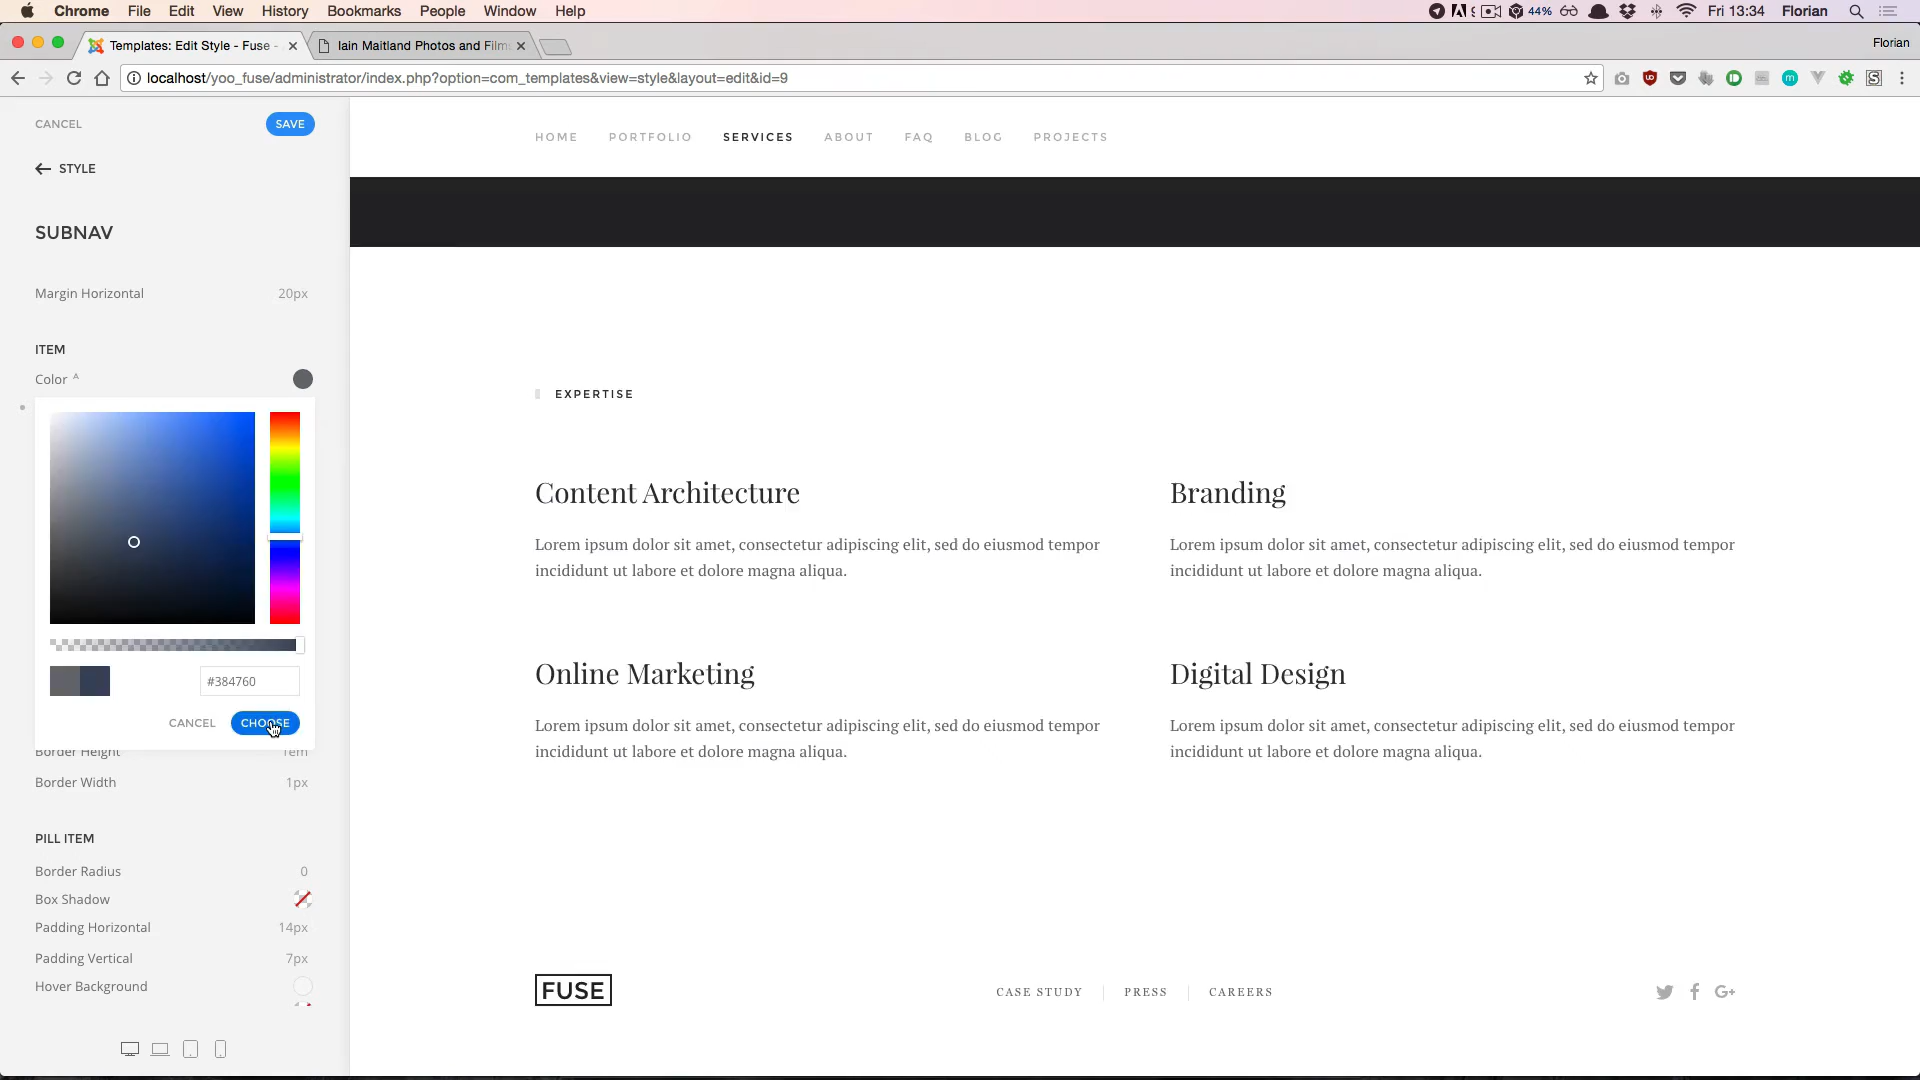 Chrome File Edit View History Bookmarks People Window Help
44% Fri 13:34 Florian
Templates: Edit Style - Fuse -
Iain Maitland Photos and Film
Florian
localhost/yoo_fuse/administrator/index.php?option=com_templates&view=style&layout=edit&id=9
CANCEL
SAVE
STYLE
SUBNAV
Margin Horizontal 20px
ITEM
Color A
#384760
CANCEL CHOOSE
Border Height 1em
Border Width 1px
PILL ITEM
Border Radius 0
Box Shadow
Padding Horizontal 14px
Padding Vertical 7px
Hover Background
HOME PORTFOLIO SERVICES ABOUT FAQ BLOG PROJECTS
EXPERTISE
Content Architecture
Lorem ipsum dolor sit amet, consectetur adipiscing elit, sed do eiusmod tempor
incididunt ut labore et dolore magna aliqua.
Branding
Lorem ipsum dolor sit amet, consectetur adipiscing elit, sed do eiusmod tempor
incididunt ut labore et dolore magna aliqua.
Online Marketing
Lorem ipsum dolor sit amet, consectetur adipiscing elit, sed do eiusmod tempor
incididunt ut labore et dolore magna aliqua.
Digital Design
Lorem ipsum dolor sit amet, consectetur adipiscing elit, sed do eiusmod tempor
incididunt ut labore et dolore magna aliqua.
FUSE
CASE STUDY PRESS CAREERS